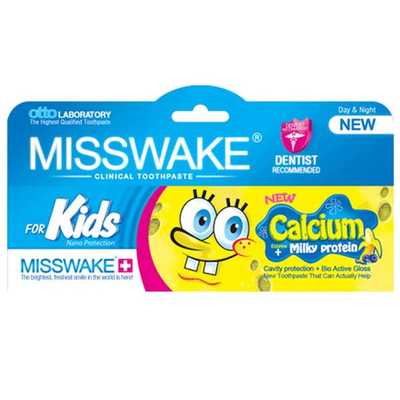 otto LABORATORY
The Highest Qualified Toothpaste
Day & Night
NEW
MISSWAKE®
CLINICAL TOOTHPASTE
DENTIST
RECOMMENDED
FOR Kids
Nano Protection
NEW
Calcium
Enzyme + Milky protein
MISSWAKE
The brightest, freshest smile in the world is here!
Cavity protection + Bio Active Gloss
New Toothpaste That Can Actually Help